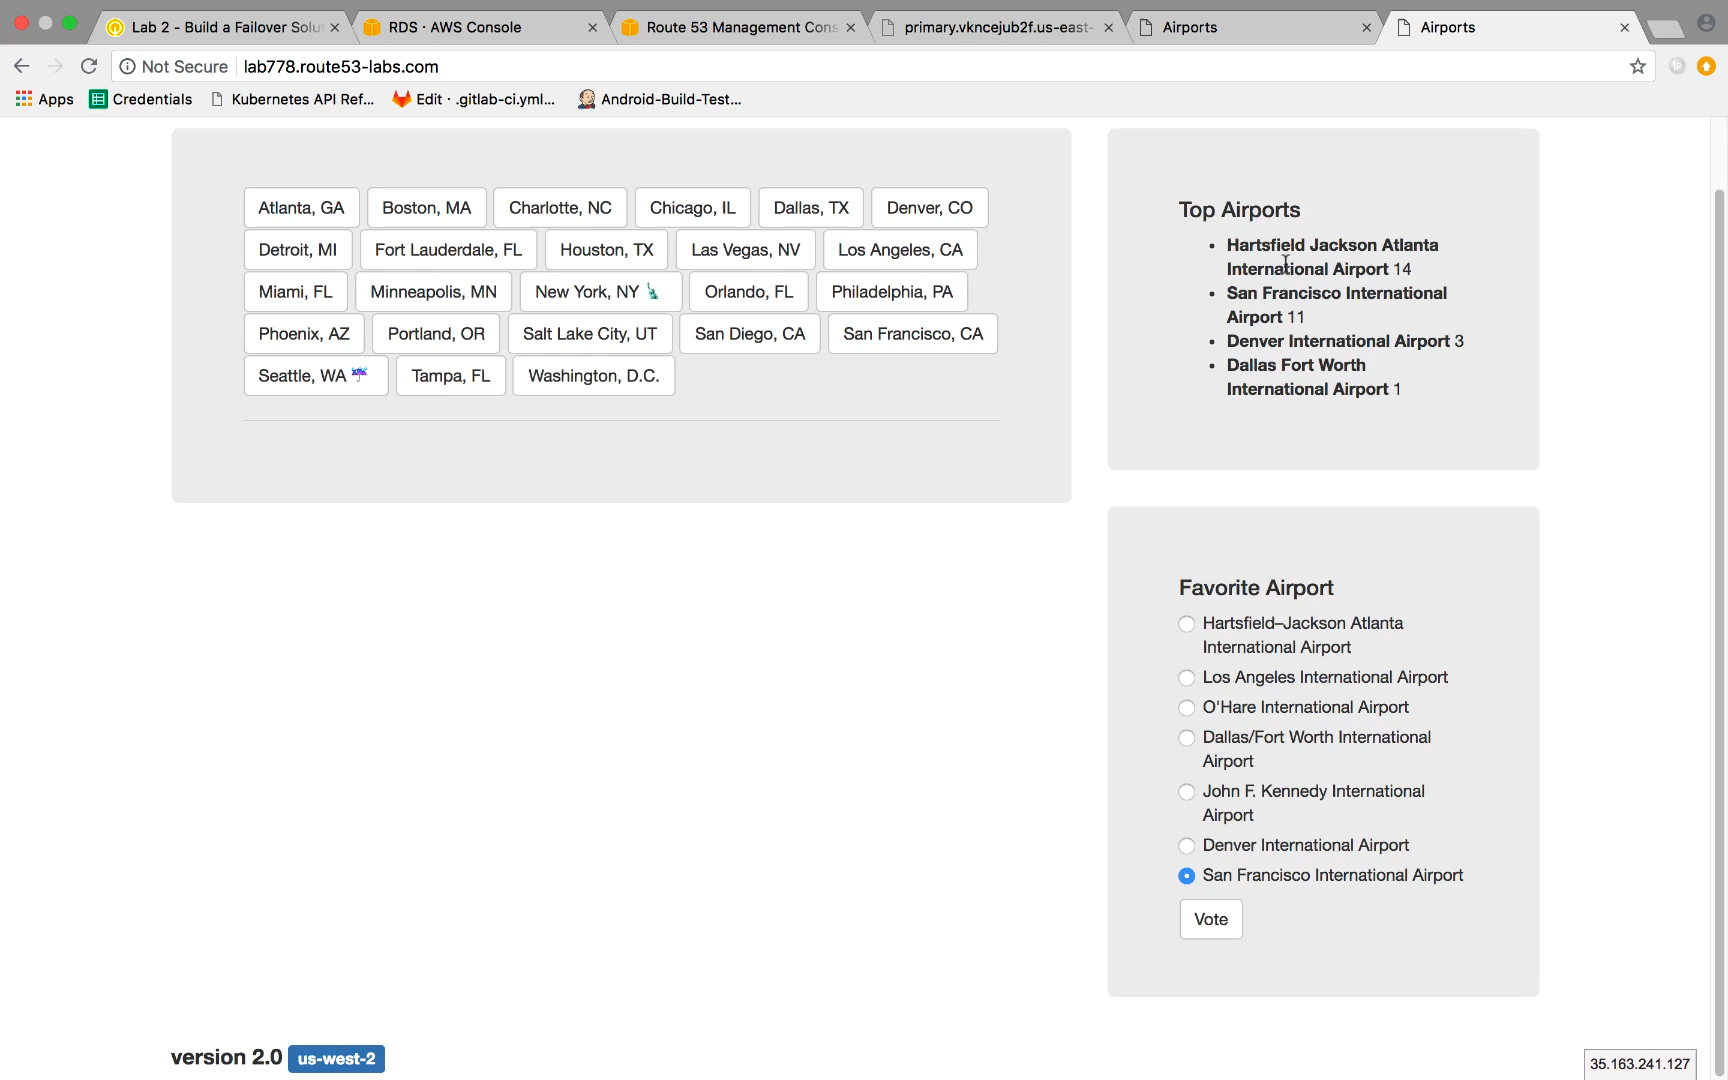 Lab 2 - Build a Failover Solu
RDS · AWS Console
Route 53 Management Cons
primary.vkncejub2f.us-east-
Airports
Airports
Not Secure
lab778.route53-labs.com
Apps
Credentials
Kubernetes API Ref...
Edit · .gitlab-ci.yml...
Android-Build-Test...
Atlanta, GA
Boston, MA
Charlotte, NC
Chicago, IL
Dallas, TX
Denver, CO
Detroit, MI
Fort Lauderdale, FL
Houston, TX
Las Vegas, NV
Los Angeles, CA
Miami, FL
Minneapolis, MN
New York, NY 🗽
Orlando, FL
Philadelphia, PA
Phoenix, AZ
Portland, OR
Salt Lake City, UT
San Diego, CA
San Francisco, CA
Seattle, WA ☔
Tampa, FL
Washington, D.C.
Top Airports
• Hartsfield Jackson Atlanta
International Airport 14
• San Francisco International
Airport 11
• Denver International Airport 3
• Dallas Fort Worth
International Airport 1
Favorite Airport
Hartsfield–Jackson Atlanta
International Airport
Los Angeles International Airport
O'Hare International Airport
Dallas/Fort Worth International
Airport
John F. Kennedy International
Airport
Denver International Airport
San Francisco International Airport
Vote
version 2.0 us-west-2
35.163.241.127